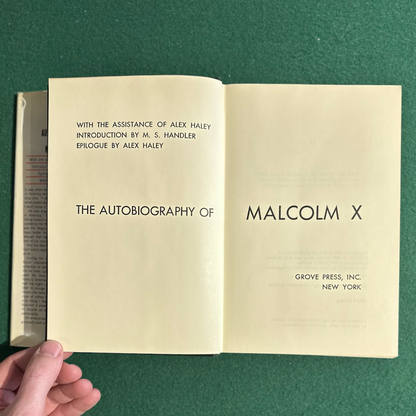 WITH THE ASSISTANCE OF ALEX HALEY
INTRODUCTION BY M. S. HANDLER
EPILOGUE BY ALEX HALEY
THE AUTOBIOGRAPHY OF MALCOLM X
GROVE PRESS, INC.
NEW YORK